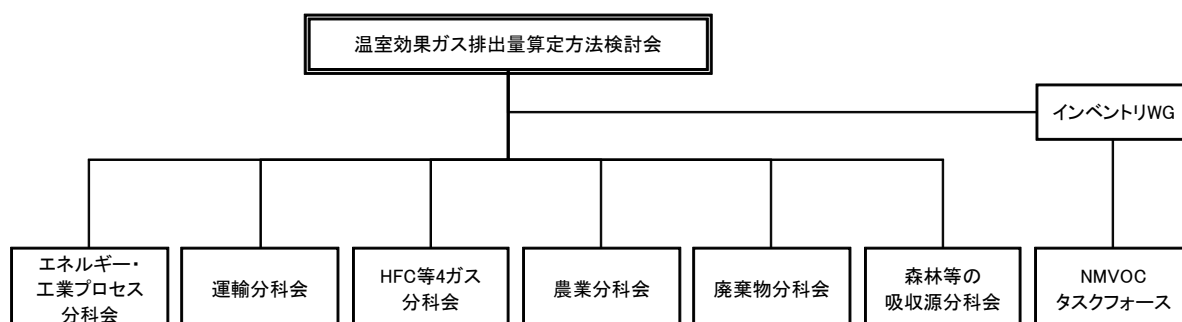 温室効果ガス排出量算定方法検討会
インベントリWG
エネルギー・
工業プロセス
分科会
運輸分科会
HFC等4ガス
分科会
農業分科会
廃棄物分科会
森林等の
吸収源分科会
NMVOC
タスクフォース